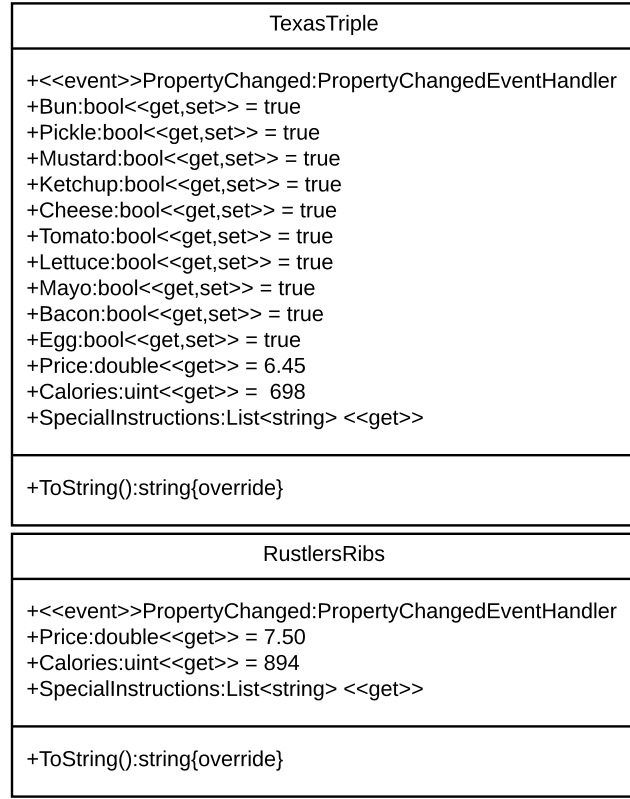 TexasTriple
+<<event>>PropertyChanged:PropertyChangedEventHandler
+Bun:bool<<get,set>> = true
+Pickle:bool<<get,set>> = true
+Mustard:bool<<get,set>> = true
+Ketchup:bool<<get,set>> = true
+Cheese:bool<<get,set>> = true
+Tomato:bool<<get,set>> = true
+Lettuce:bool<<get,set>> = true
+Mayo:bool<<get,set>> = true
+Bacon:bool<<get,set>> = true
+Egg:bool<<get,set>> = true
+Price:double<<get>> = 6.45
+Calories:uint<<get>> =  698
+SpecialInstructions:List<string> <<get>>
+ToString():string{override}
RustlersRibs
+<<event>>PropertyChanged:PropertyChangedEventHandler
+Price:double<<get>> = 7.50
+Calories:uint<<get>> = 894
+SpecialInstructions:List<string> <<get>>
+ToString():string{override}